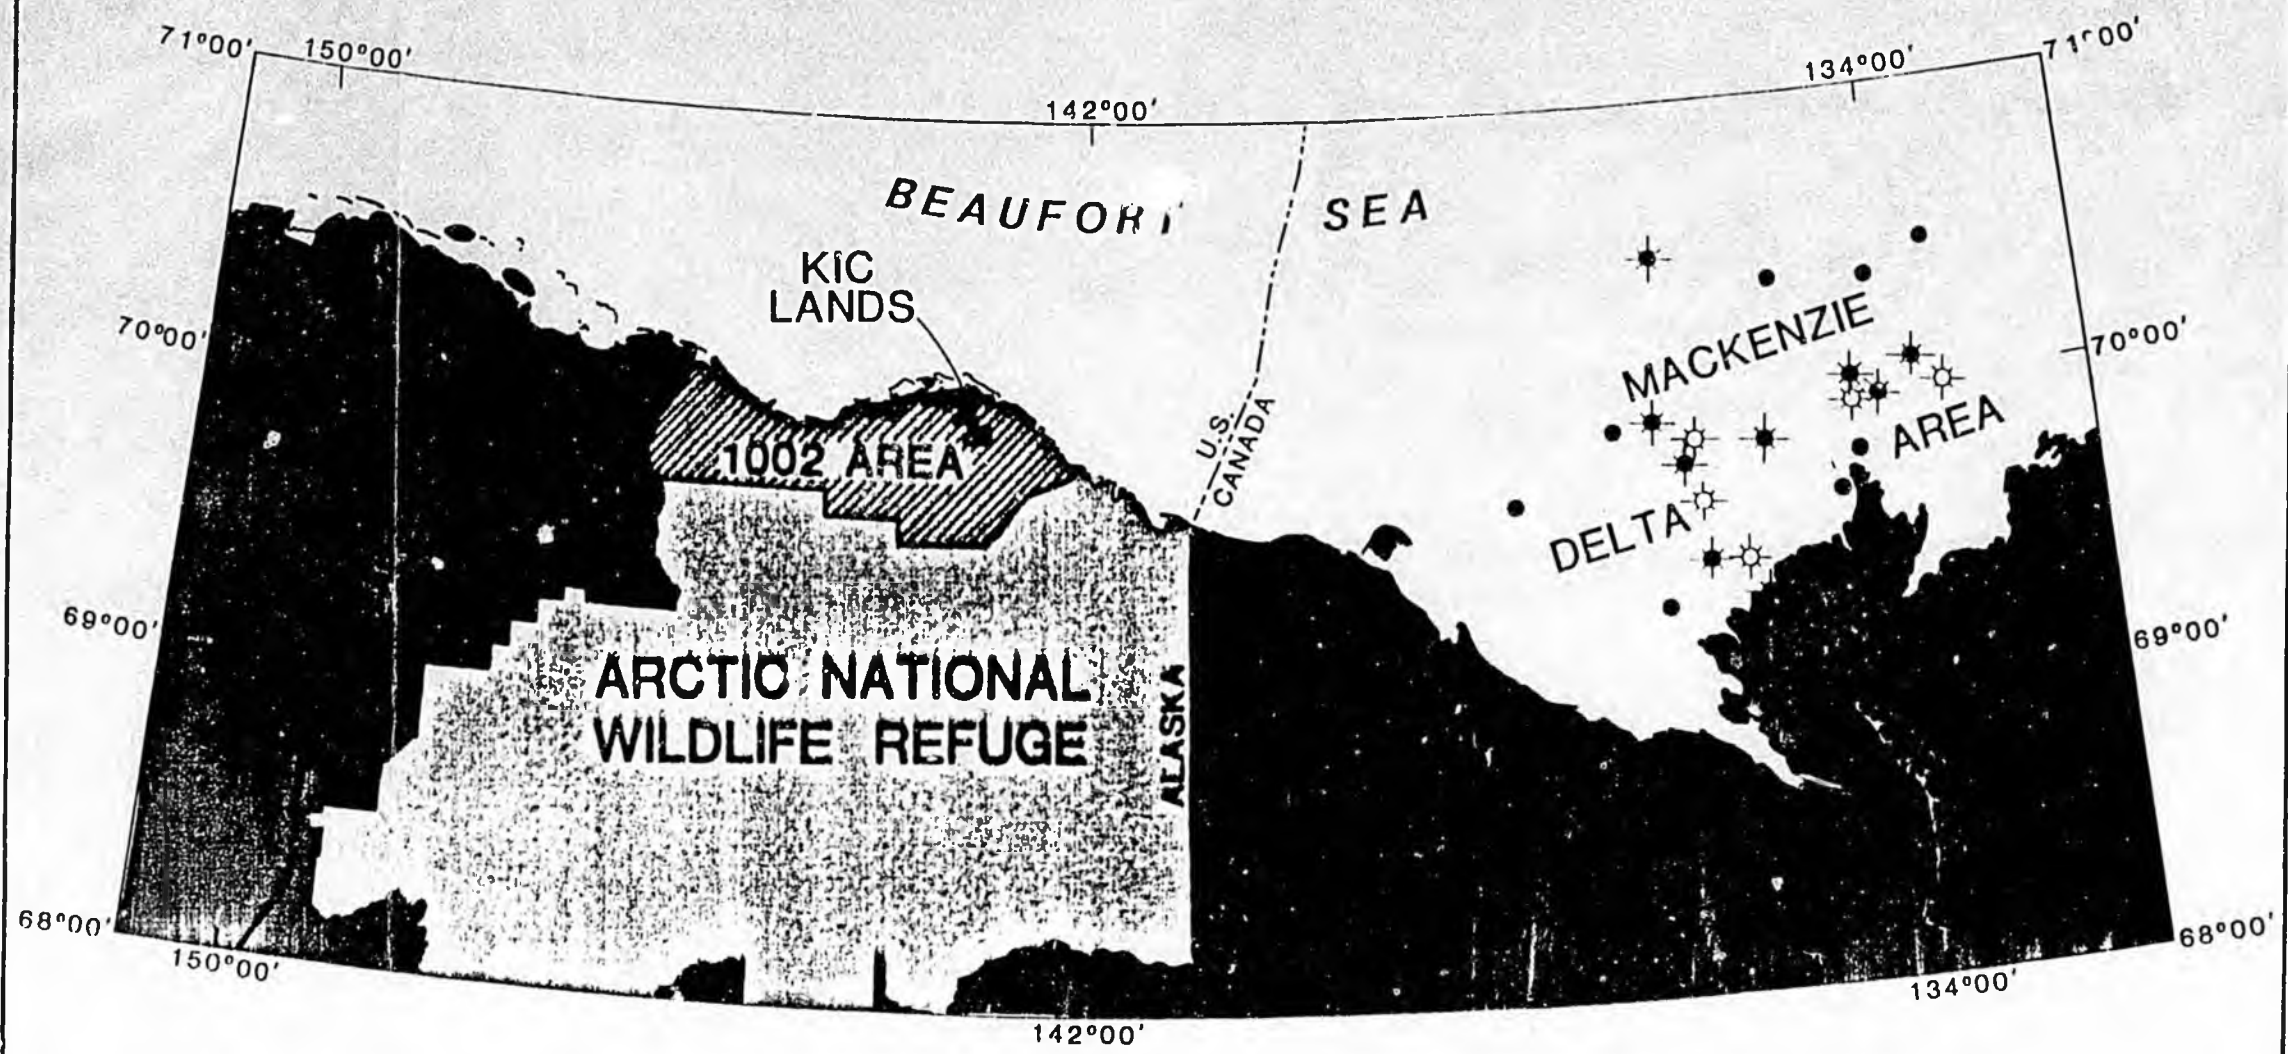 71°00' 150°00'
142°00'
134°00' 71°00'
BEAUFORT SEA
KIC
LANDS
MACKENZIE
DELTA
AREA
70°00'
70°00'
1002 AREA
U.S.
CANADA
69°00'
69°00'
ARCTIC NATIONAL
WILDLIFE REFUGE
ALASKA
68°00'
68°00'
150°00'
142°00'
134°00'